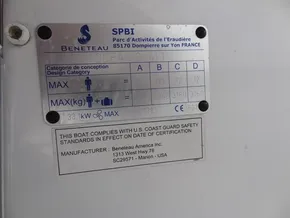 BENETEAU
SPBI
Parc d'Activités de l'Eraudière
85170 Dompierre sur Yon FRANCE
Catégorie de conception
Design Category
A B C D
MAX
MAX(kg) +
kW MAX CE
THIS BOAT COMPLIES WITH U.S. COAST GUARD SAFETY
STANDARDS IN EFFECT ON DATE OF CERTIFICATION
MANUFACTURER:
Beneteau America Inc.
1313 West Hwy 76
SC29571 - Marion - USA